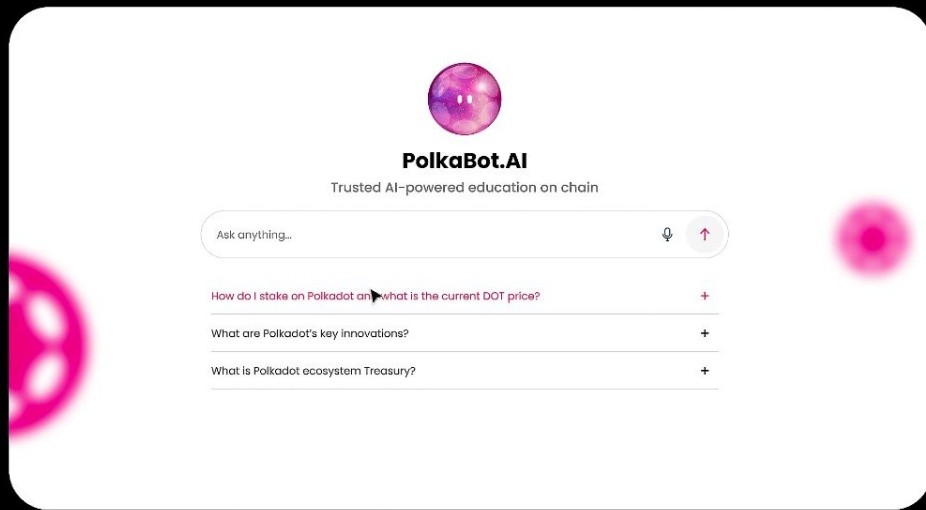 PolkaBot.AI
Trusted AI-powered education on chain
Ask anything...
How do I stake on Polkadot and what is the current DOT price?
What are Polkadot's key innovations?
What is Polkadot ecosystem Treasury?